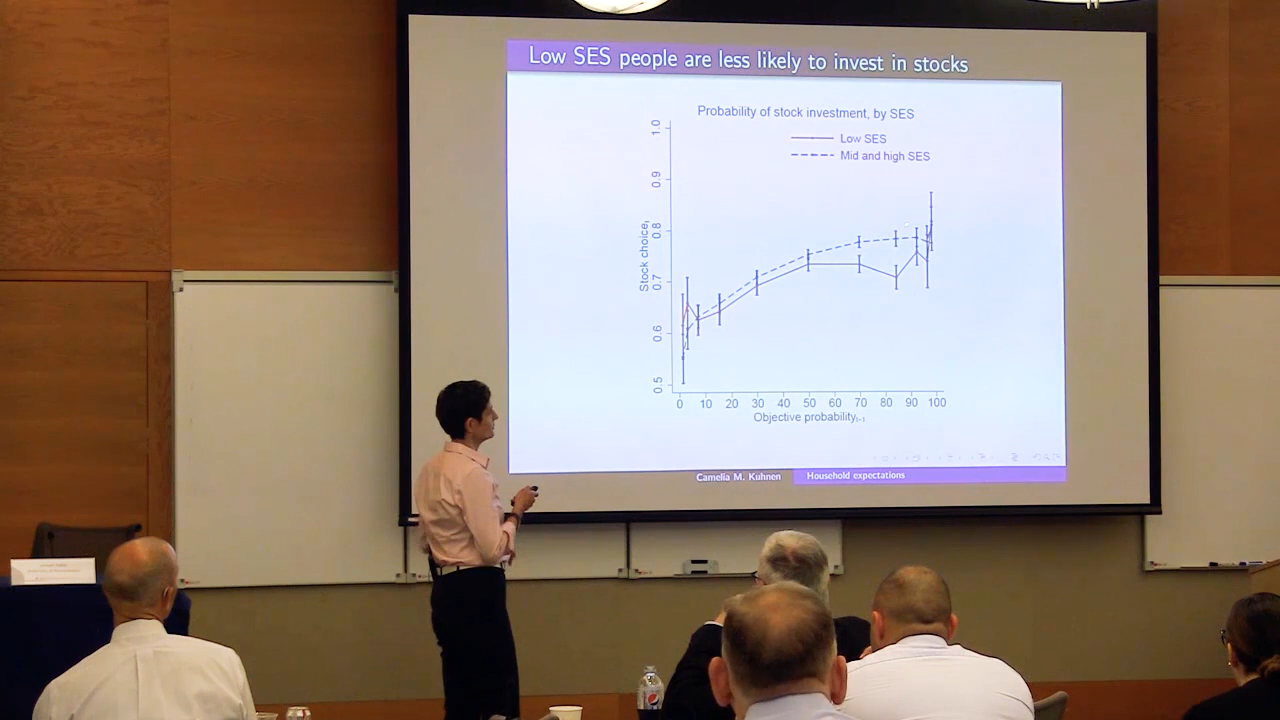 Low SES people are less likely to invest in stocks
Probability of stock investment, by SES
Low SES
Mid and high SES
1.0
0.9
0.8
0.7
0.6
0.5
Stock choice
0 10 20 30 40 50 60 70 80 90 100
Objective probability
Camelia M. Kuhnen
Household expectations